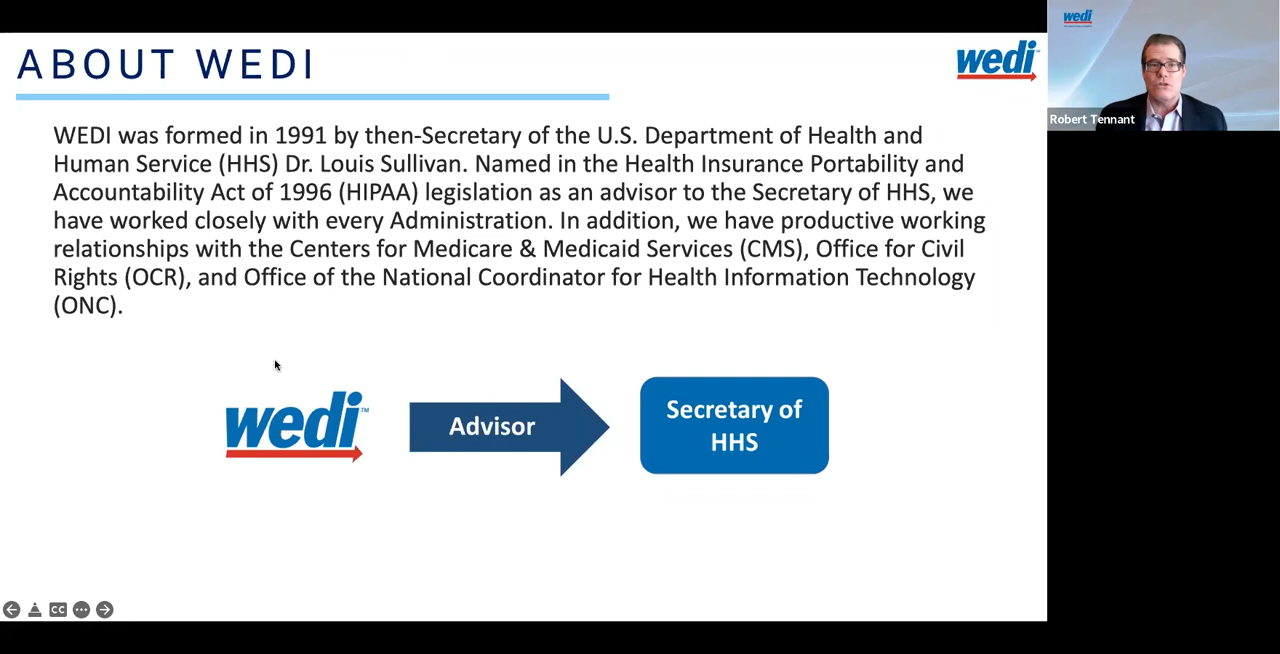 ABOUT WEDI
wedi™
WEDI was formed in 1991 by then-Secretary of the U.S. Department of Health and
Human Service (HHS) Dr. Louis Sullivan. Named in the Health Insurance Portability and
Accountability Act of 1996 (HIPAA) legislation as an advisor to the Secretary of HHS, we
have worked closely with every Administration. In addition, we have productive working
relationships with the Centers for Medicare & Medicaid Services (CMS), Office for Civil
Rights (OCR), and Office of the National Coordinator for Health Information Technology
(ONC).
wedi™
Advisor
Secretary of
HHS
CC
wedi
Robert Tennant